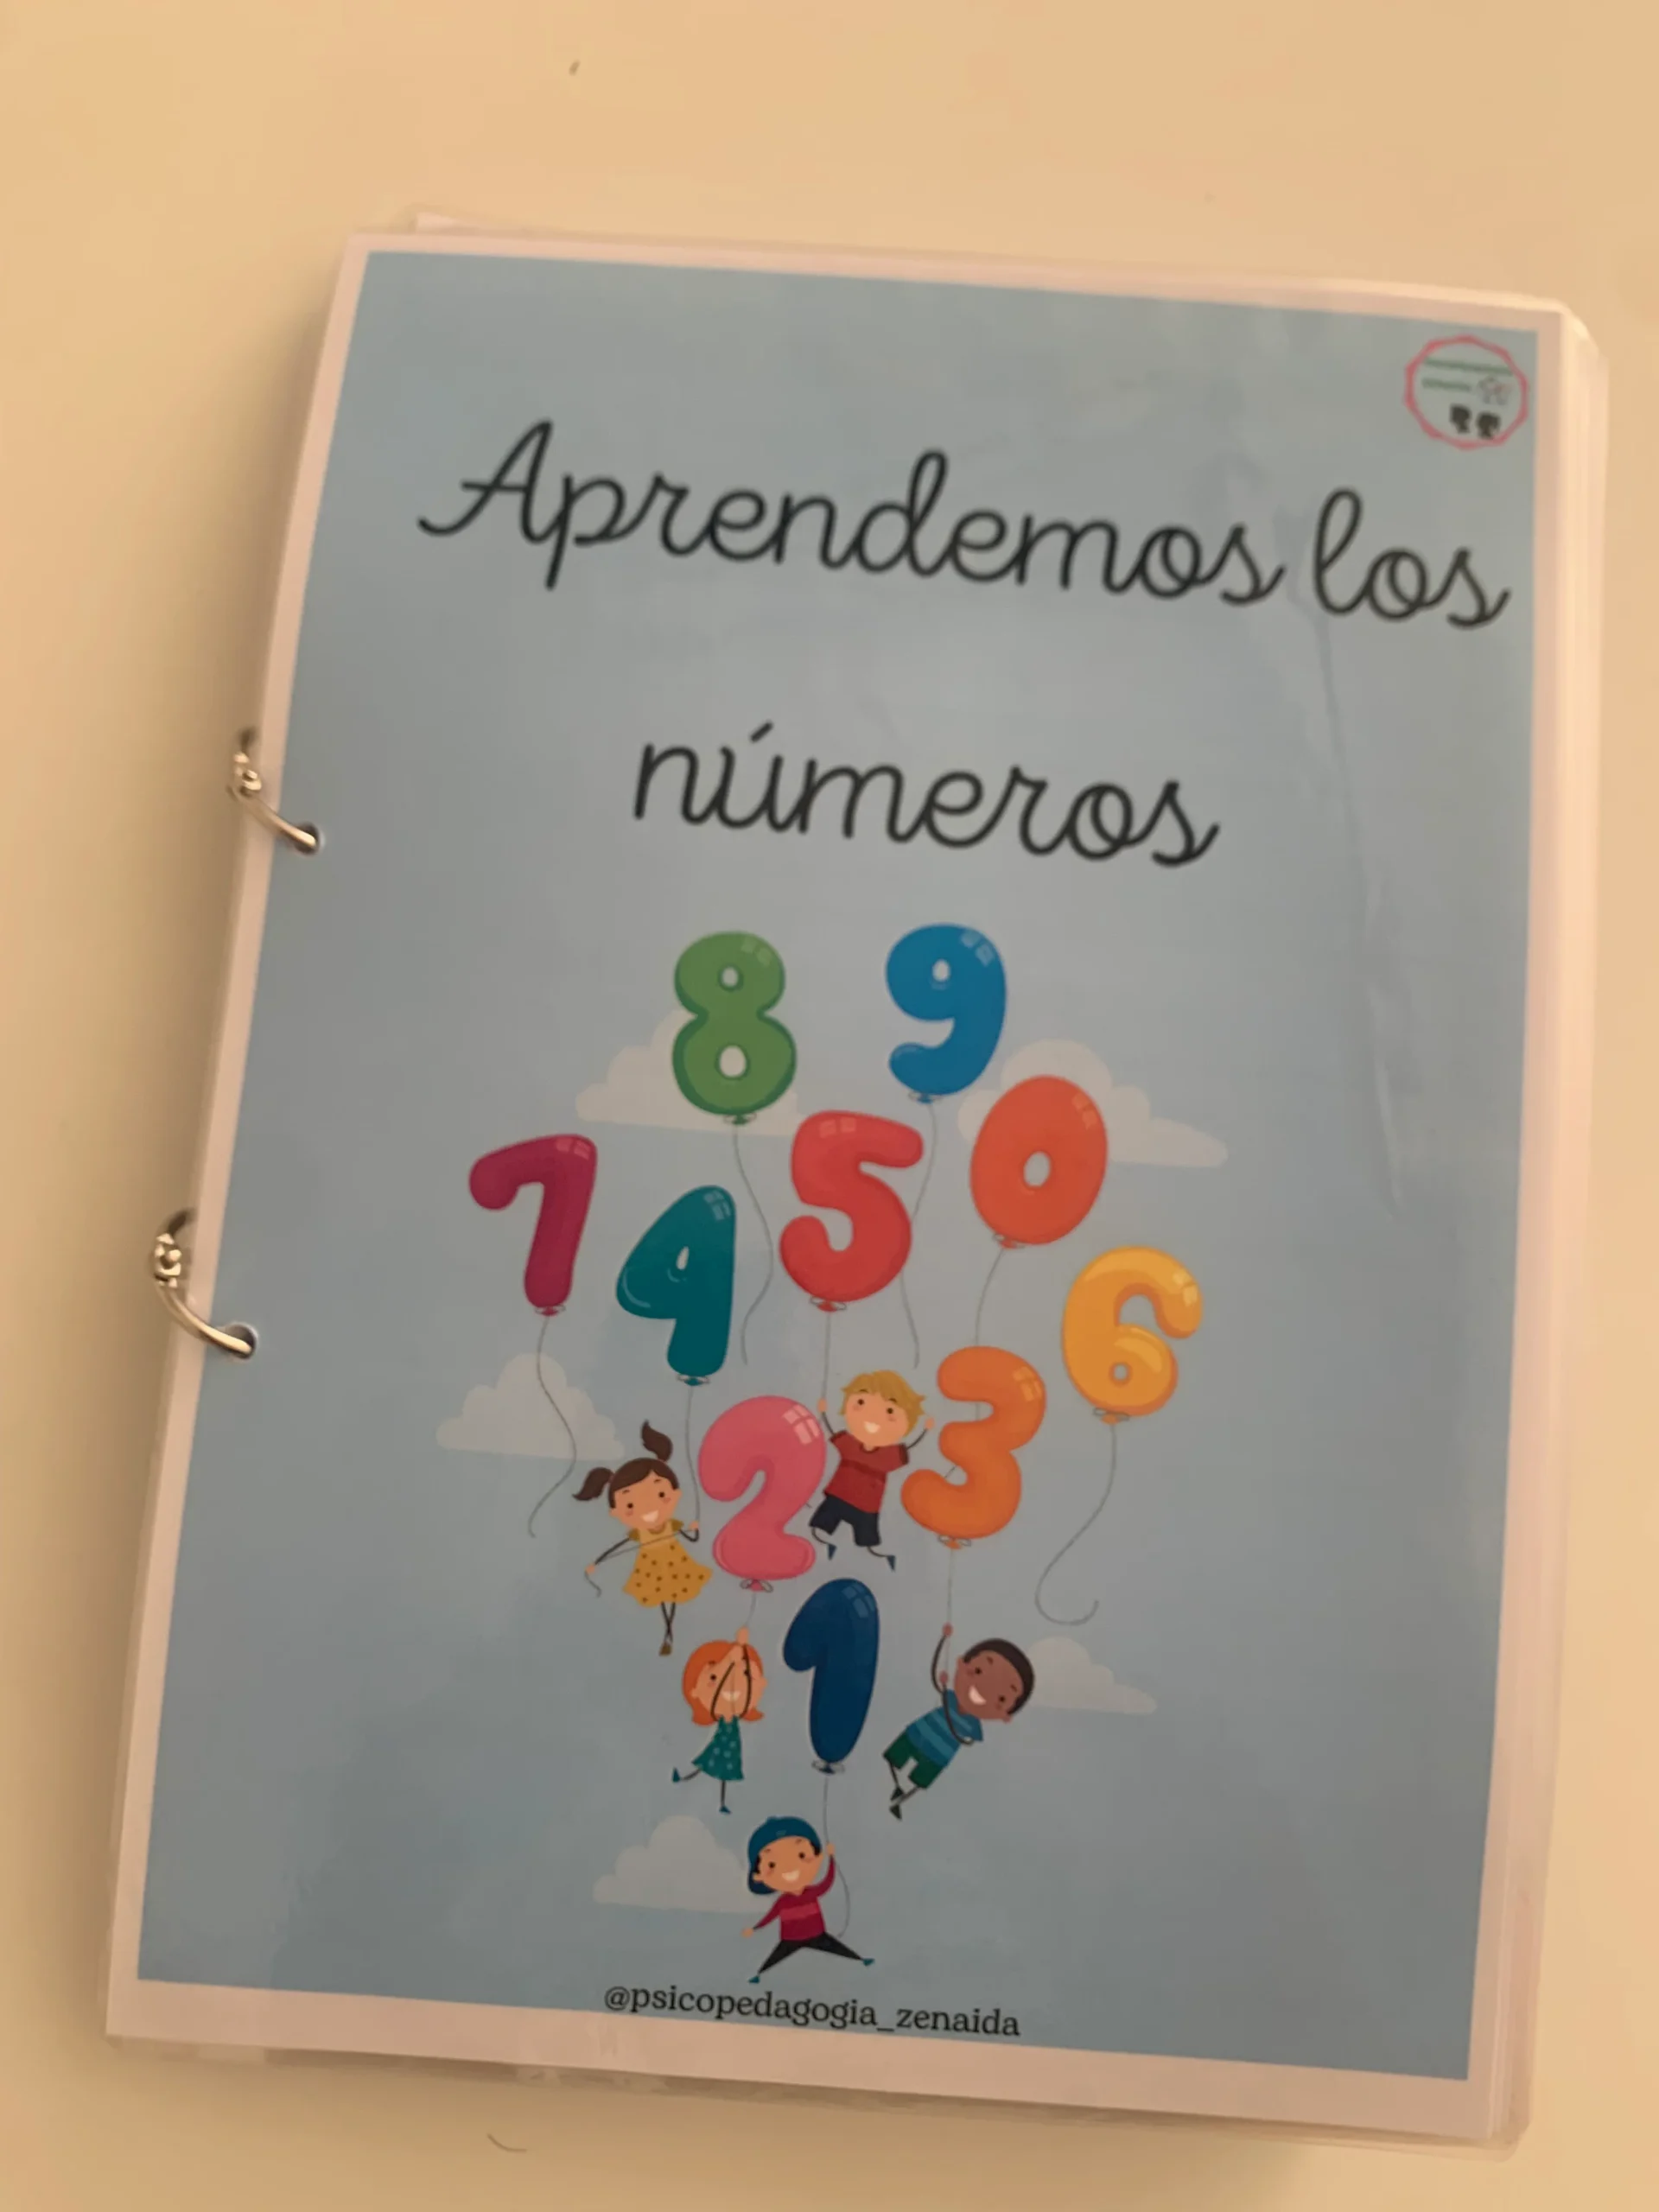 Aprendemos los
números
8 9
7 4 5 0
6
2 3
1
@psicopedagogia_zenaida